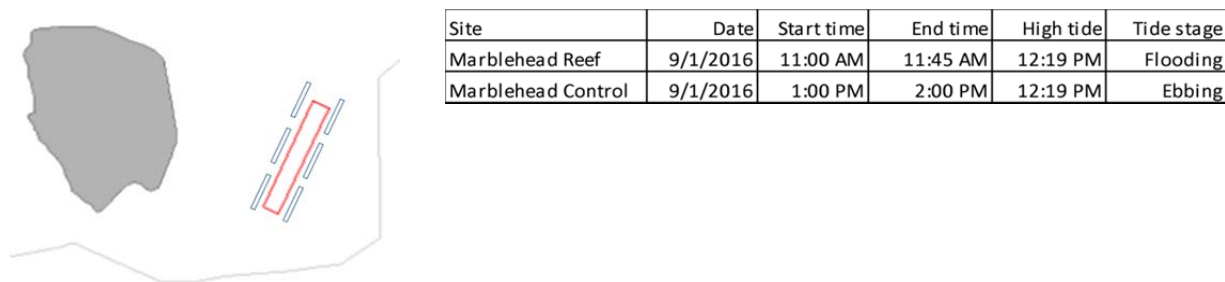 Site Date Start time End time High tide Tide stage
Marblehead Reef 9/1/2016 11:00 AM 11:45 AM 12:19 PM Flooding
Marblehead Control 9/1/2016 1:00 PM 2:00 PM 12:19 PM Ebbing